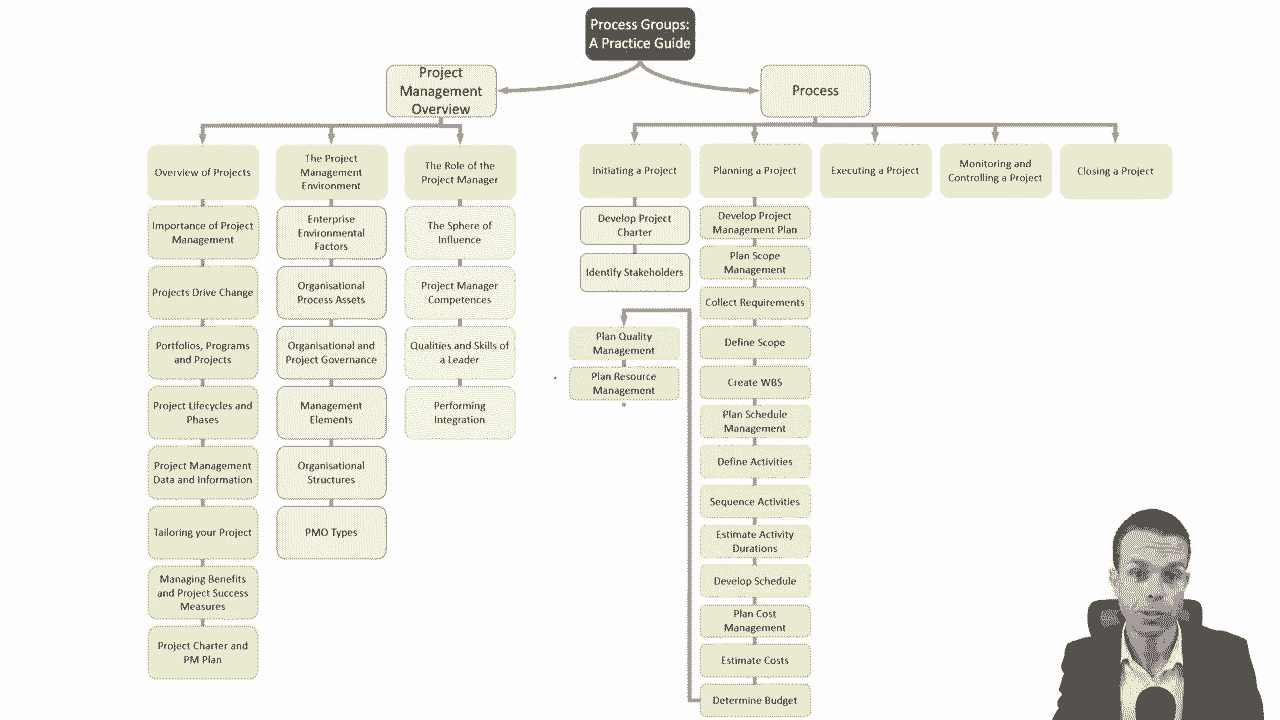 Process Groups:
A Practice Guide
Project
Management
Overview
Process
Overview of Projects
The Project
Management
Environment
The Role of the
Project Manager
Initiating a Project
Planning a Project
Executing a Project
Monitoring and
Controlling a Project
Closing a Project
Importance of Project
Management
Projects Drive Change
Portfolios, Programs
and Projects
Project Lifecycles and
Phases
Project Management
Data and Information
Tailoring your Project
Managing Benefits
and Project Success
Measures
Project Charter and
PM Plan
Enterprise
Environmental
Factors
Organisational
Process Assets
Organisational and
Project Governance
Management
Elements
Organisational
Structures
PMO Types
The Sphere of
Influence
Project Manager
Competences
Qualities and Skills of
a Leader
Performing
Integration
Develop Project
Charter
Identify Stakeholders
Develop Project
Management Plan
Plan Scope
Management
Collect Requirements
Define Scope
Create WBS
Plan Schedule
Management
Define Activities
Sequence Activities
Estimate Activity
Durations
Develop Schedule
Plan Cost
Management
Estimate Costs
Determine Budget
Plan Quality
Management
Plan Resource
Management